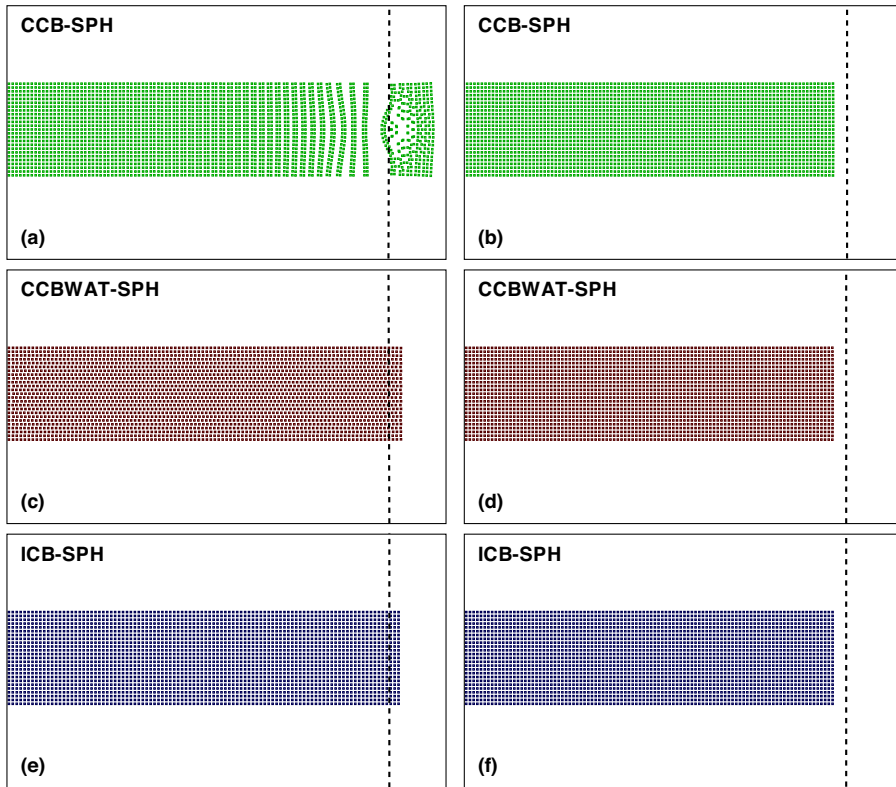 CCB-SPH
(a)
CCB-SPH
(b)
CCBWAT-SPH
(c)
CCBWAT-SPH
(d)
ICB-SPH
(e)
ICB-SPH
(f)